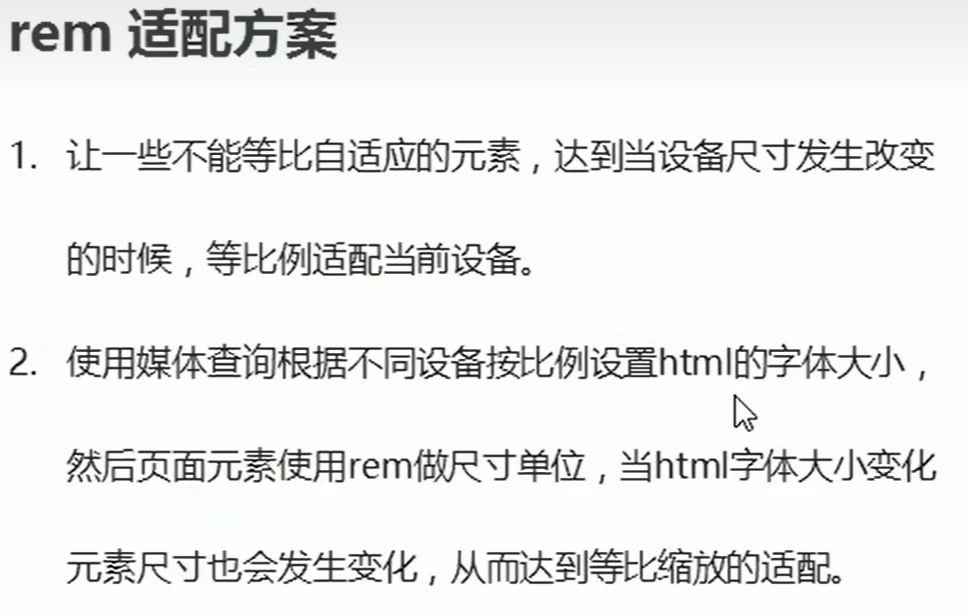 rem 适配方案
1. 让一些不能等比自适应的元素，达到当设备尺寸发生改变
的时候，等比例适配当前设备。
2. 使用媒体查询根据不同设备按比例设置html的字体大小，
然后页面元素使用rem做尺寸单位，当html字体大小变化
元素尺寸也会发生变化，从而达到等比缩放的适配。